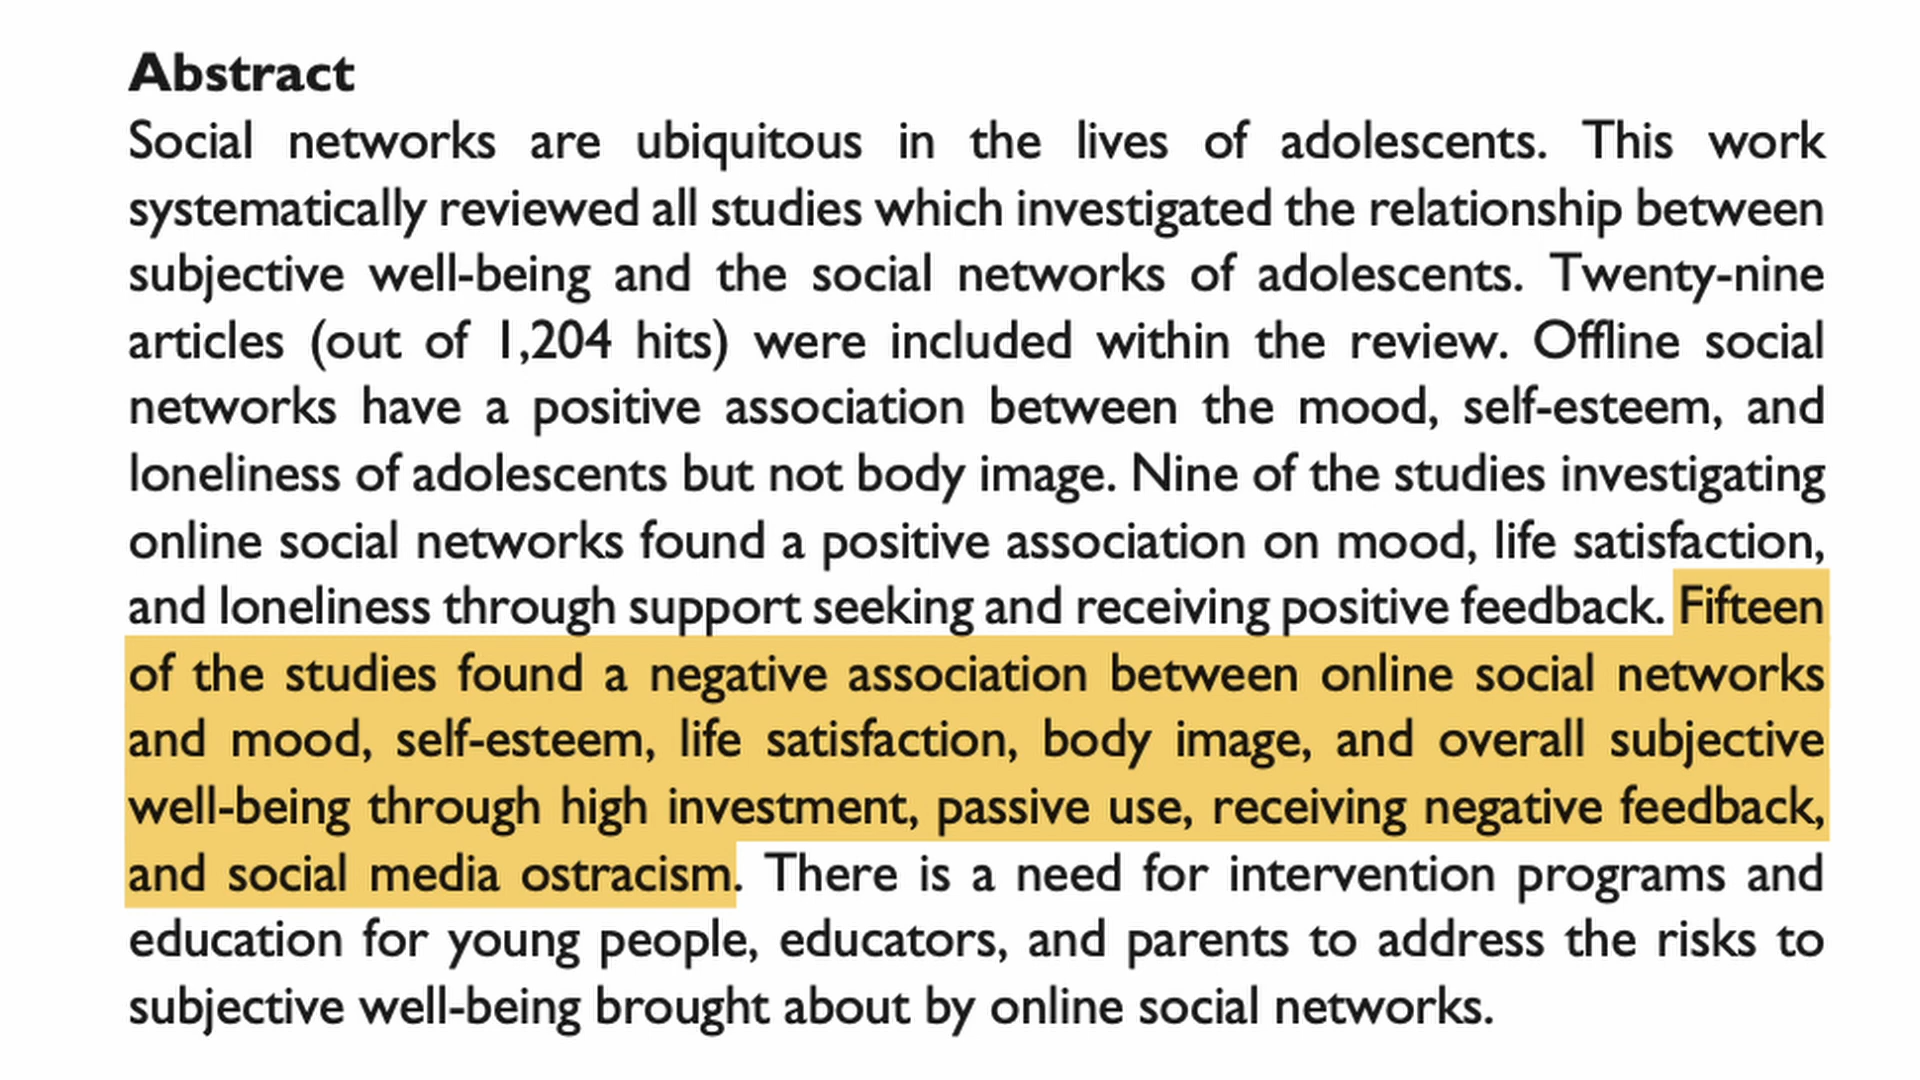 Abstract
Social networks are ubiquitous in the lives of adolescents. This work
systematically reviewed all studies which investigated the relationship between
subjective well-being and the social networks of adolescents. Twenty-nine
articles (out of 1,204 hits) were included within the review. Offline social
networks have a positive association between the mood, self-esteem, and
loneliness of adolescents but not body image. Nine of the studies investigating
online social networks found a positive association on mood, life satisfaction,
and loneliness through support seeking and receiving positive feedback. Fifteen
of the studies found a negative association between online social networks
and mood, self-esteem, life satisfaction, body image, and overall subjective
well-being through high investment, passive use, receiving negative feedback,
and social media ostracism. There is a need for intervention programs and
education for young people, educators, and parents to address the risks to
subjective well-being brought about by online social networks.